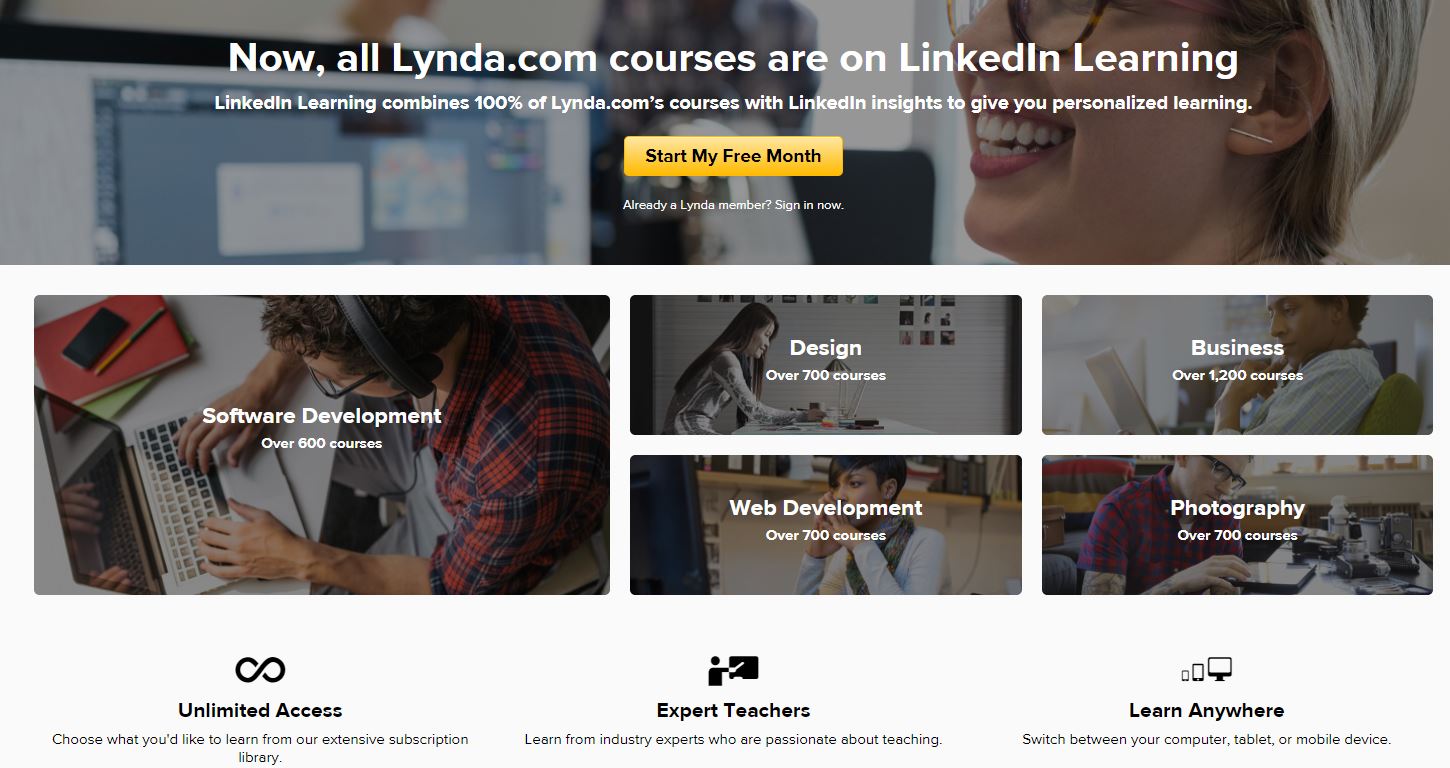 Now, all Lynda.com courses are on LinkedIn Learning
LinkedIn Learning combines 100% of Lynda.com’s courses with LinkedIn insights to give you personalized learning.
Start My Free Month
Already a Lynda member? Sign in now.
Software Development
Over 600 courses
Design
Over 700 courses
Business
Over 1,200 courses
Web Development
Over 700 courses
Photography
Over 700 courses
Unlimited Access
Choose what you'd like to learn from our extensive subscription
library.
Expert Teachers
Learn from industry experts who are passionate about teaching.
Learn Anywhere
Switch between your computer, tablet, or mobile device.